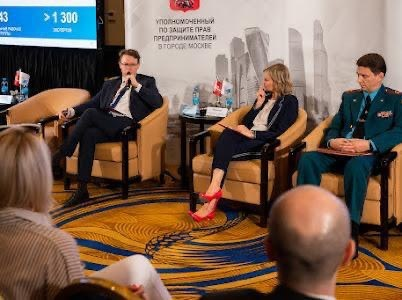 43
>1 300
ЭКСПЕРТОВ
УПОЛНОМОЧЕННЫЙ
ПО ЗАЩИТЕ ПРАВ
ПРЕДПРИНИМАТЕЛЕЙ
В ГОРОДЕ МОСКВЕ